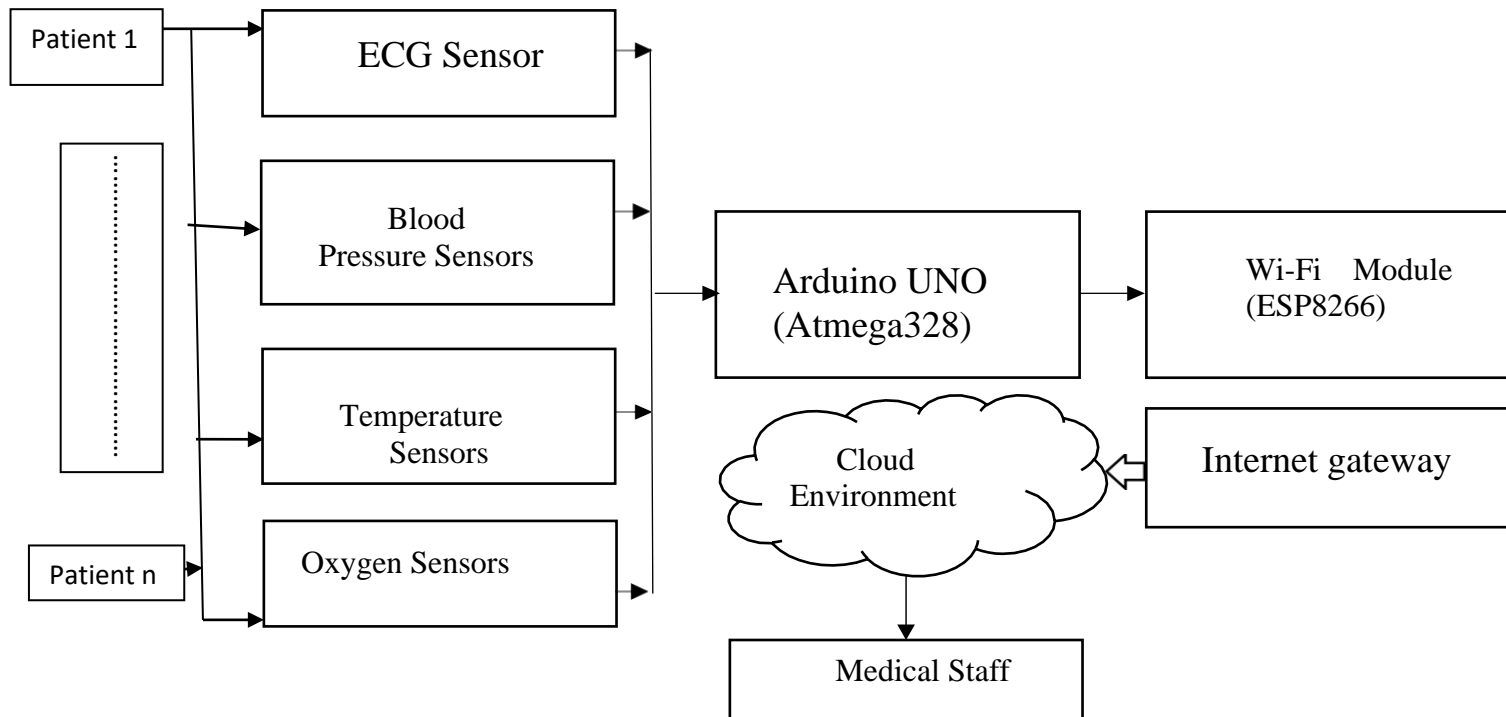 Patient 1
ECG Sensor
Blood
Pressure Sensors
Arduino UNO
(Atmega328)
Wi-Fi Module
(ESP8266)
Temperature
Sensors
Cloud
Environment
Internet gateway
Patient n
Oxygen Sensors
Medical Staff